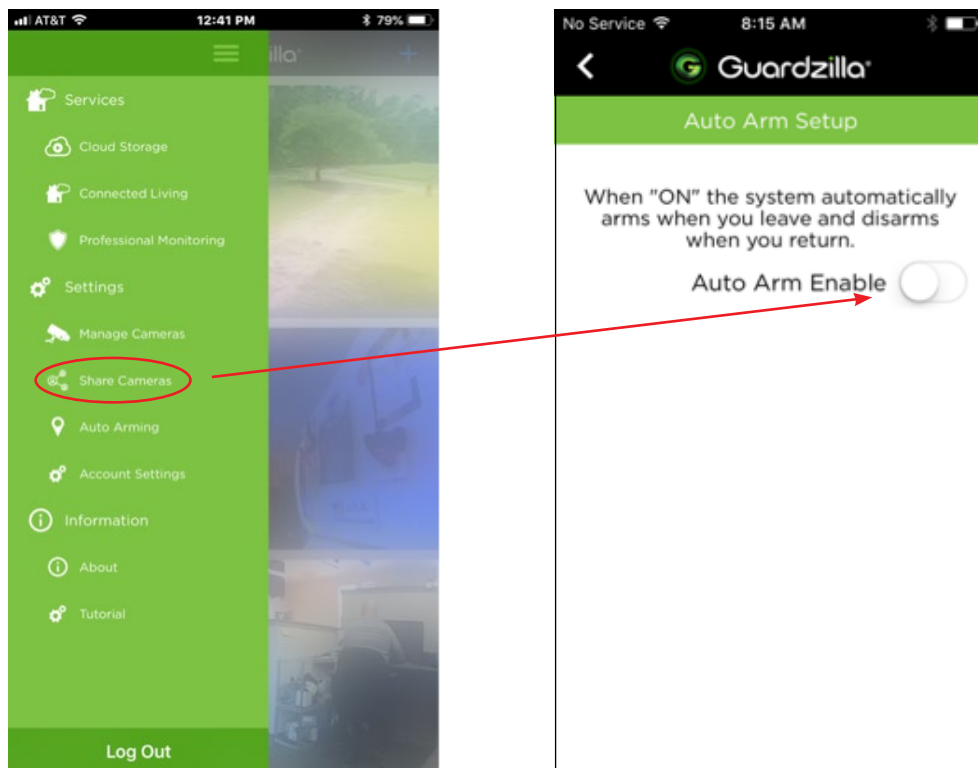 AT&T 12:41 PM 79%
illa
+
Services
Cloud Storage
Connected Living
Professional Monitoring
Settings
Manage Cameras
Share Cameras
Auto Arming
Account Settings
Information
About
Tutorial
Log Out
No Service 8:15 AM
G Guardzilla
Auto Arm Setup
When "ON" the system automatically
arms when you leave and disarms
when you return.
Auto Arm Enable